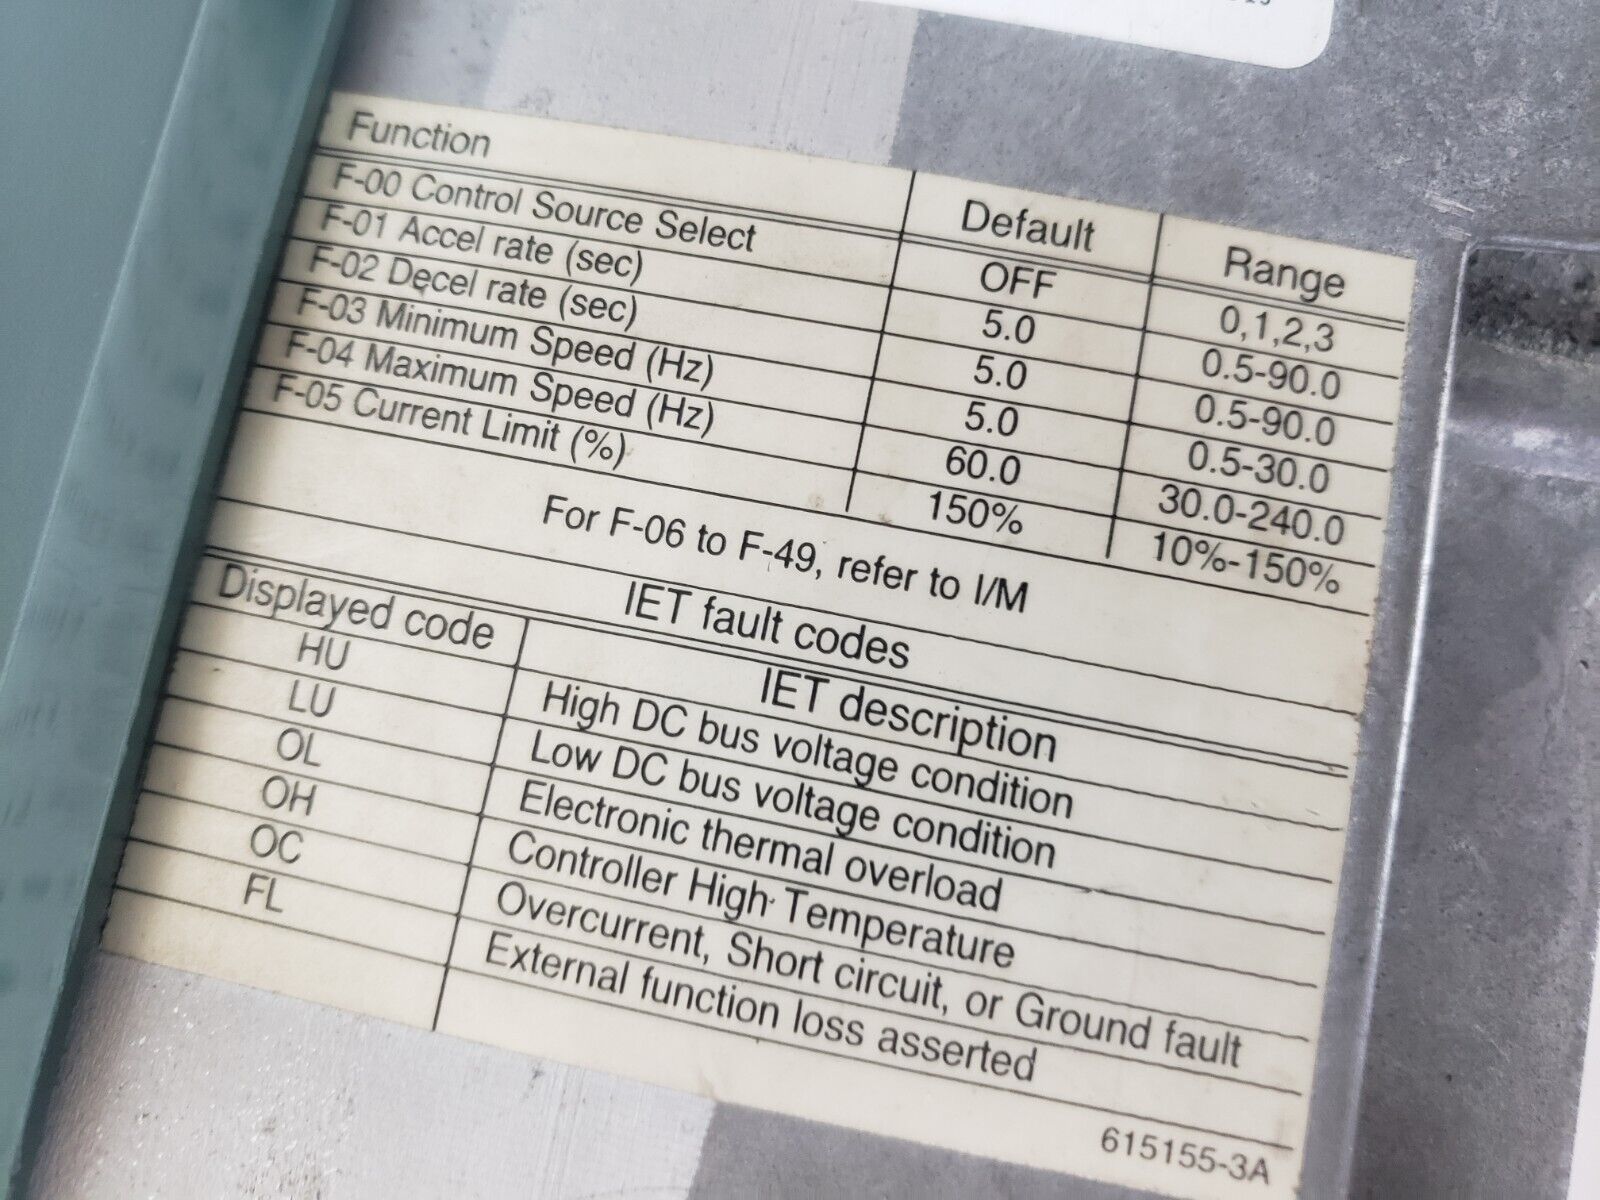 Function Default Range
F-00 Control Source Select OFF 0,1,2,3
F-01 Accel rate (sec) 5.0 0.5-90.0
F-02 Decel rate (sec) 5.0 0.5-90.0
F-03 Minimum Speed (Hz) 5.0 0.5-30.0
F-04 Maximum Speed (Hz) 60.0 30.0-240.0
F-05 Current Limit (%) 150% 10%-150%
For F-06 to F-49, refer to I/M
IET fault codes
Displayed code IET description
HU High DC bus voltage condition
LU Low DC bus voltage condition
OL Electronic thermal overload
OH Controller High Temperature
OC Overcurrent, Short circuit, or Ground fault
FL External function loss asserted
615155-3A